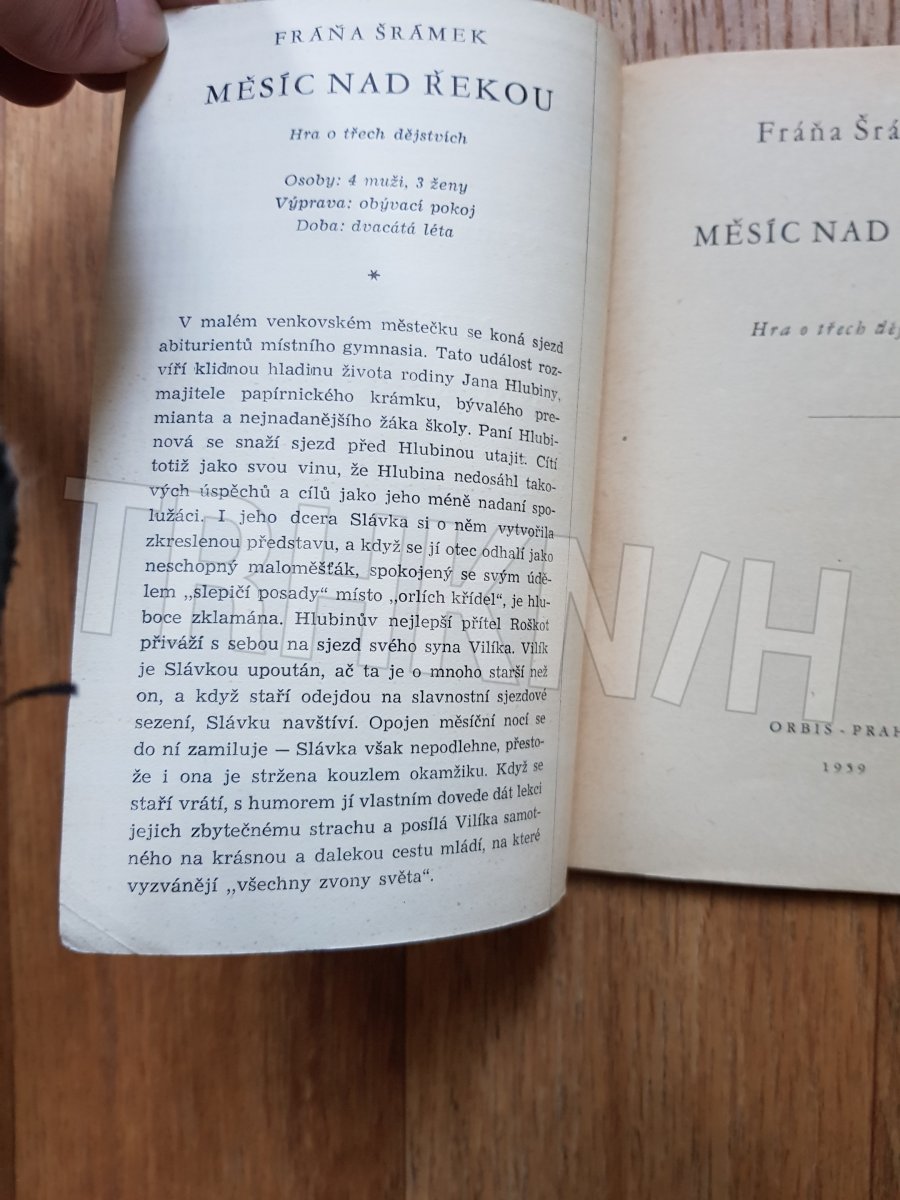 FRÁŇA ŠRÁMEK
MĚSÍC NAD ŘEKOU
Hra o třech dějstvích
Osoby: 4 muži, 3 ženy
Výprava: obývací pokoj
Doba: dvacátá léta
*
V malém venkovském městečku se koná sjezd
abiturientů místního gymnasia. Tato událost roz-
víří klidnou hladinu života rodiny Jana Hlubiny,
majitele papírnického krámku, bývalého pre-
mianta a nejnadanějšího žáka školy. Paní Hlubi-
nová se snaží sjezd před Hlubinou utajit. Cítí
totiž jako svou vinu, že Hlubina nedosáhl tako-
vých úspěchů a cílů jako jeho méně nadaní spo-
lužáci. I jeho dcera Slávka si o něm vytvořila
zkreslenou představu, a když se jí otec odhalí jako
neschopný maloměšťák, spokojený se svým údě-
lem „slepičí posady“ místo „orlích křídel“, je hlu-
boce zklamána. Hlubinův nejlepší přítel Roškot
přiváží s sebou na sjezd svého syna Vilíka. Vilík
je Slávkou upoután, ač ta je o mnoho starší než
on, a když staří odejdou na slavnostní sjezdové
sezení, Slávku navštíví. Opojen měsíční nocí se
do ní zamiluje — Slávka však nepodlehne, přesto-
že i ona je stržena kouzlem okamžiku. Když se
staří vrátí, s humorem jí vlastním dovede dát lekci
jejich zbytečnému strachu a posílá Vilíka samot-
ného na krásnou a dalekou cestu mládí, na které
vyzvánějí „všechny zvony světa“.
Fráňa Šrá
MĚSÍC NAD
Hra o třech děj
ORBIS - PRAH
1959
TRHKN/H